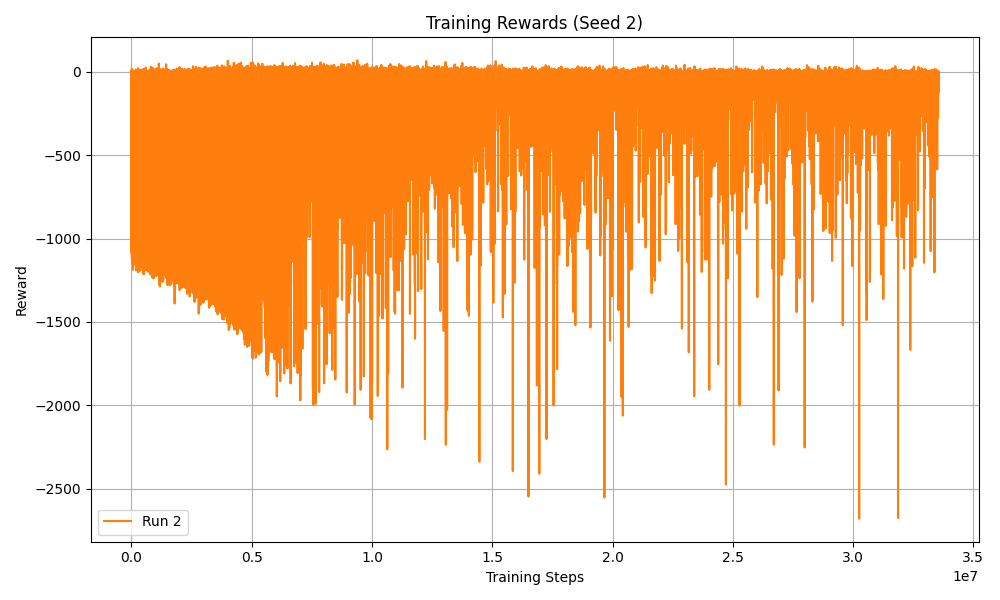 Training Rewards (Seed 2)
Reward
0
−500
−1000
−1500
−2000
−2500
Run 2
0.0 0.5 1.0 1.5 2.0 2.5 3.0 3.5
1e7
Training Steps